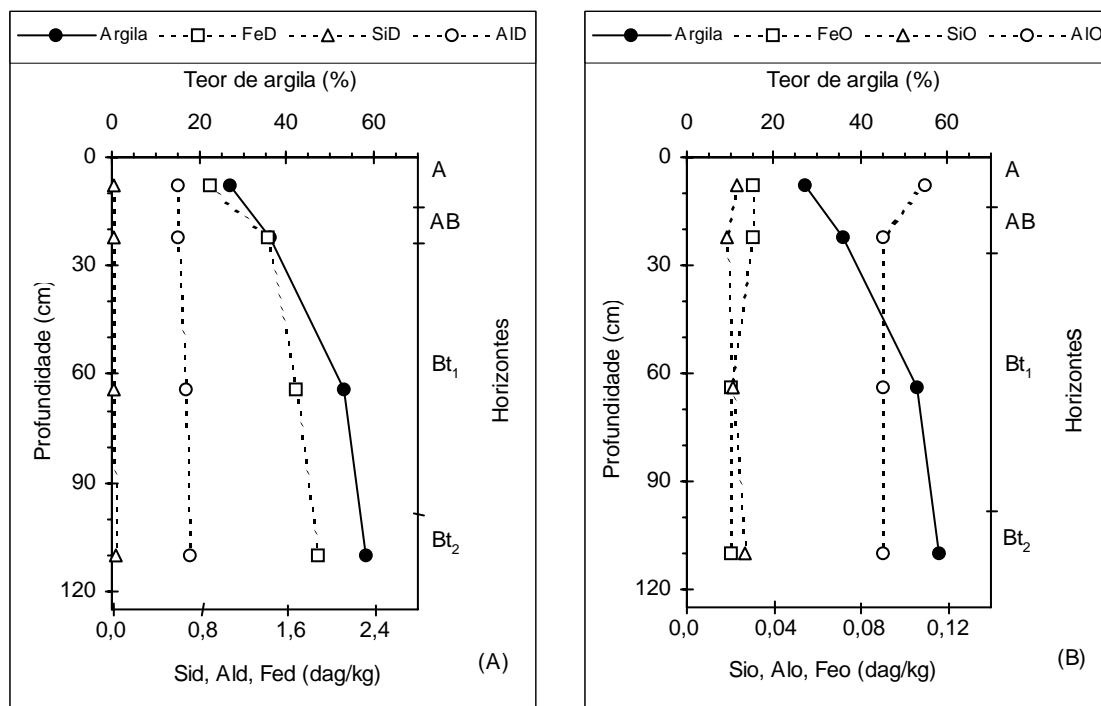 Argila FeD SiD AlD
Teor de argila (%)
0 20 40 60
0
30
60
90
120
Profundidade (cm)
A
AB
Bt1
Bt2
Horizontes
0,0 0,8 1,6 2,4
Sid, Ald, Fed (dag/kg)
(A)
Argila FeO SiO AlO
Teor de argila (%)
0 20 40 60
0
30
60
90
120
Profundidade (cm)
A
AB
Bt1
Bt2
Horizontes
0,0 0,04 0,08 0,12
Sio, Alo, Feo (dag/kg)
(B)